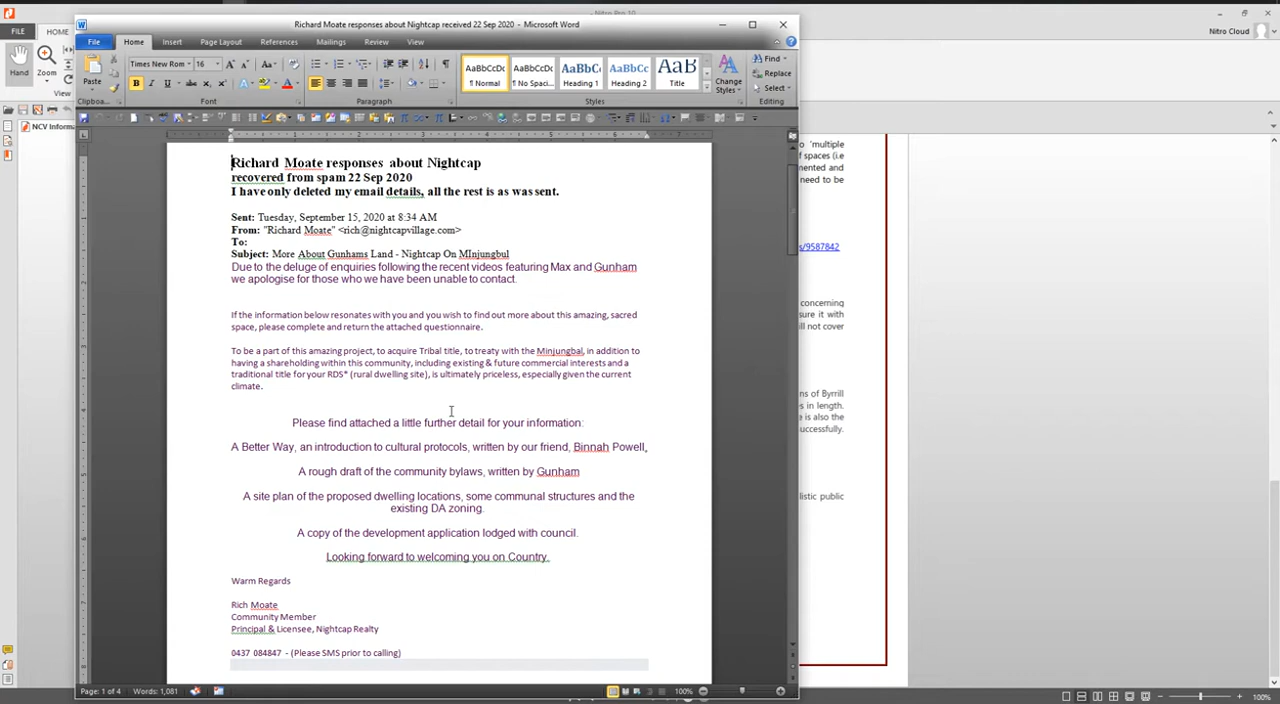 Richard Moate responses about Nightcap received 22 Sep 2020 - Microsoft Word
Nitro Pro 10
Nitro Cloud
FILE
HOME
Hand
Zoom
View
NCV Inform
File
Home
Insert
Page Layout
References
Mailings
Review
View
Paste
Clipboa...
Times New Rom
16
Font
Paragraph
AaBbCcDc
¶ Normal
AaBbCcDc
¶ No Spaci...
AaBbCc
Heading 1
AaBbCc
Heading 2
AaB
Title
Styles
Change
Styles
Find
Replace
Select
Editing
Richard Moate responses about Nightcap
recovered from spam 22 Sep 2020
I have only deleted my email details, all the rest is as was sent.
Sent: Tuesday, September 15, 2020 at 8:34 AM
From: "Richard Moate" <rich@nightcapvillage.com>
To:
Subject: More About Gunhams Land - Nightcap On MInjungbul
Due to the deluge of enquiries following the recent videos featuring Max and Gunham
we apologise for those who we have been unable to contact.
If the information below resonates with you and you wish to find out more about this amazing, sacred
space, please complete and return the attached questionnaire.
To be a part of this amazing project, to acquire Tribal title, to treaty with the Minjungbal, in addition to
having a shareholding within this community, including existing & future commercial interests and a
traditional title for your RDS* (rural dwelling site), is ultimately priceless, especially given the current
climate.
Please find attached a little further detail for your information:
A Better Way, an introduction to cultural protocols, written by our friend, Binnah Powell,
A rough draft of the community bylaws, written by Gunham
A site plan of the proposed dwelling locations, some communal structures and the
existing DA zoning.
A copy of the development application lodged with council.
Looking forward to welcoming you on Country.
Warm Regards
Rich Moate
Community Member
Principal & Licensee, Nightcap Realty
0437 084847 - (Please SMS prior to calling)
o 'multiple
f spaces (i.e
mented and
need to be
s/9587842
concerning
sure it with
ill not cover
ns of Byrrill
es in length.
e is also the
uccessfully.
listic public
Page: 1 of 4
Words: 1,081
100%
100%